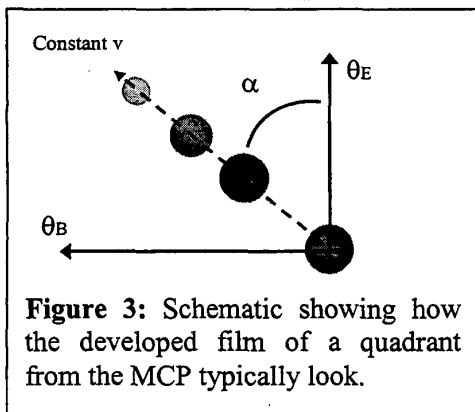 Constant v
θE
α
θB
Figure 3: Schematic showing how
the developed film of a quadrant
from the MCP typically look.